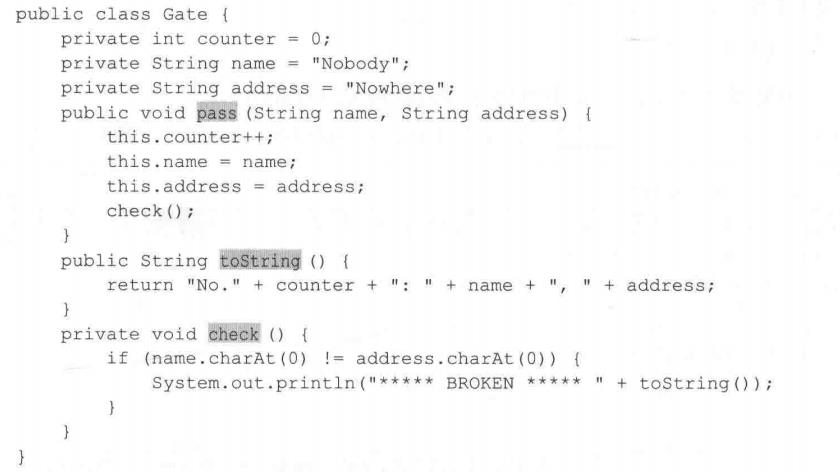 public class Gate {
    private int counter = 0;
    private String name = "Nobody";
    private String address = "Nowhere";
    public void pass (String name, String address) {
        this.counter++;
        this.name = name;
        this.address = address;
        check();
    }
    public String toString () {
        return "No." + counter + ": " + name + ", " + address;
    }
    private void check () {
        if (name.charAt(0) != address.charAt(0)) {
            System.out.println("***** BROKEN ***** " + toString());
        }
    }
}